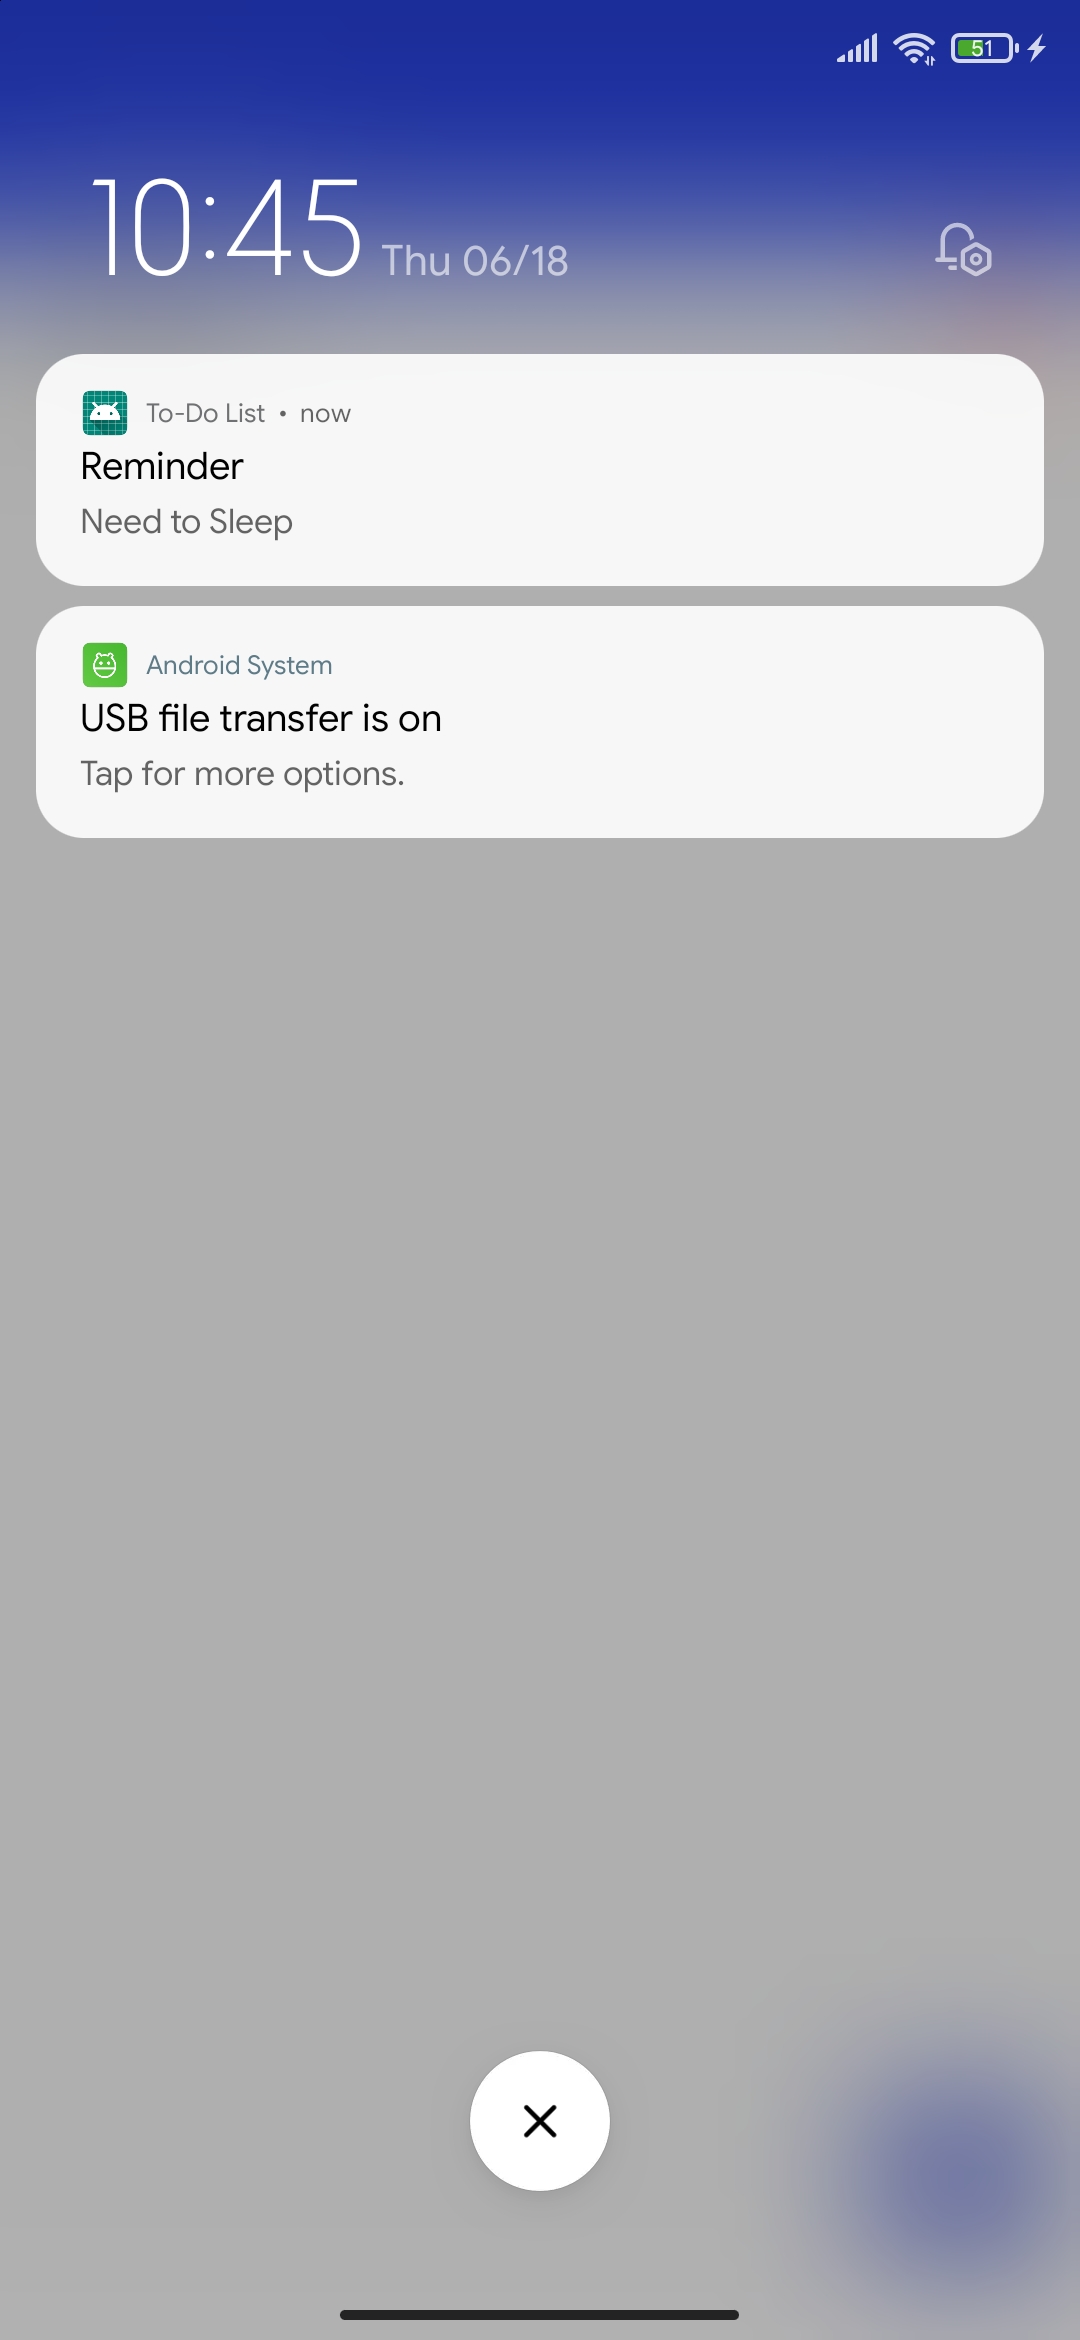 51
10:45 Thu 06/18
To-Do List • now
Reminder
Need to Sleep
Android System
USB file transfer is on
Tap for more options.